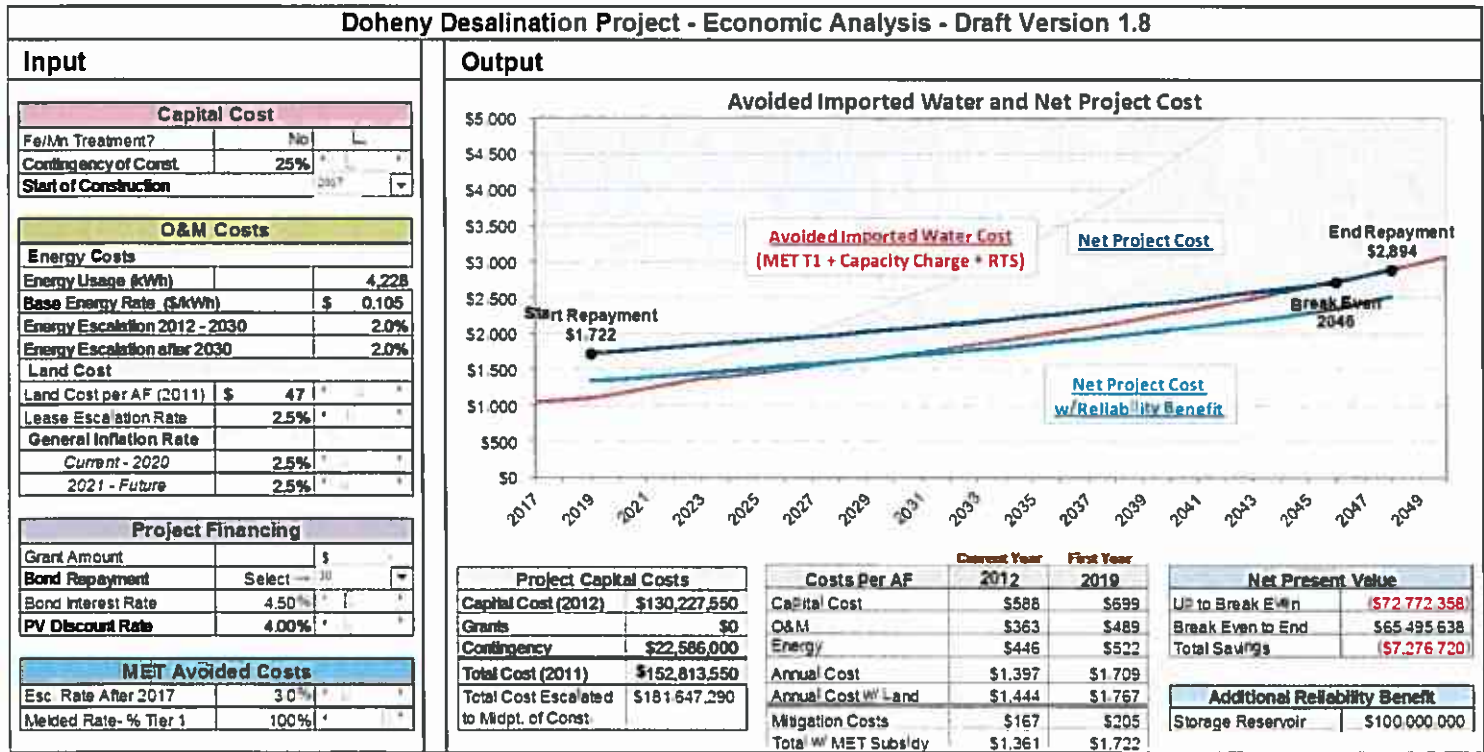 Doheny Desalination Project - Economic Analysis - Draft Version 1.8
Input
Capital Cost
Fe/Mn Treatment? No
Contingency of Const. 25%
Start of Construction 2017
O&M Costs
Energy Costs
Energy Usage (kWh) 4,228
Base Energy Rate ($/kWh) $ 0.105
Energy Escalation 2012 - 2030 2.0%
Energy Escalation after 2030 2.0%
Land Cost
Land Cost per AF (2011) $ 47
Lease Escalation Rate 2.5%
General Inflation Rate
Current - 2020 2.5%
2021 - Future 2.5%
Project Financing
Grant Amount $
Bond Repayment Select 30
Bond Interest Rate 4.50%
PV Discount Rate 4.00%
MET Avoided Costs
Esc. Rate After 2017 3.0%
Melded Rate- % Tier 1 100%
Output
Avoided Imported Water and Net Project Cost
$5 000
$4 500
$4 000
$3.500
$3 000
$2 500
$2 000
$1 500
$1 000
$500
$0
Avoided Imported Water Cost
(MET T1 + Capacity Charge + RTS)
Net Project Cost
End Repayment
$2,894
Start Repayment
$1.722
Break Even
2046
Net Project Cost
w/Reliability Benefit
2017 2019 2021 2023 2025 2027 2029 2031 2033 2035 2037 2039 2041 2043 2045 2047 2049
Project Capital Costs
Capital Cost (2012) $130,227,550
Grants $0
Contingency $22,586,000
Total Cost (2011) $152,813,550
Total Cost Escalated $181 647,290
to Midpt. of Const
Current Year First Year
Costs Per AF 2012 2019
Capital Cost $588 $699
O&M $363 $489
Energy $446 $522
Annual Cost $1,397 $1.709
Annual Cost w/ Land $1,444 $1,767
Mitigation Costs $167 $205
Total w/ MET Subsidy $1,361 $1,722
Net Present Value
Up to Break Even ($72 772 358)
Break Even to End $65 495 638
Total Savings ($7.276 720)
Additional Reliability Benefit
Storage Reservoir $100 000 000